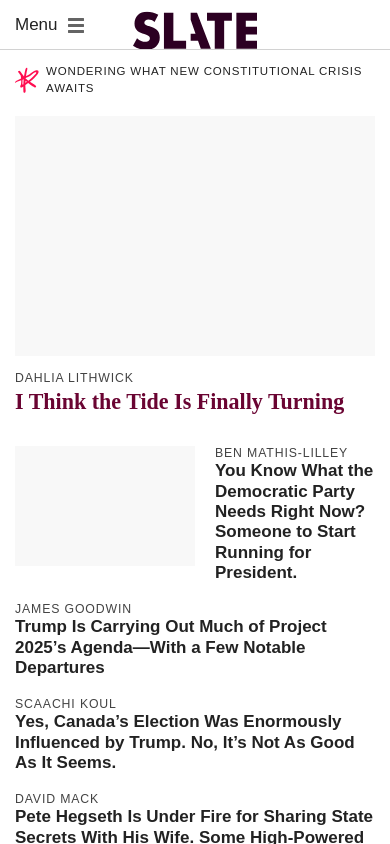 Menu
SLATE
WONDERING WHAT NEW CONSTITUTIONAL CRISIS
AWAITS
DAHLIA LITHWICK
I Think the Tide Is Finally Turning
BEN MATHIS-LILLEY
You Know What the
Democratic Party
Needs Right Now?
Someone to Start
Running for
President.
JAMES GOODWIN
Trump Is Carrying Out Much of Project
2025’s Agenda—With a Few Notable
Departures
SCAACHI KOUL
Yes, Canada’s Election Was Enormously
Influenced by Trump. No, It’s Not As Good
As It Seems.
DAVID MACK
Pete Hegseth Is Under Fire for Sharing State
Secrets With His Wife. Some High-Powered